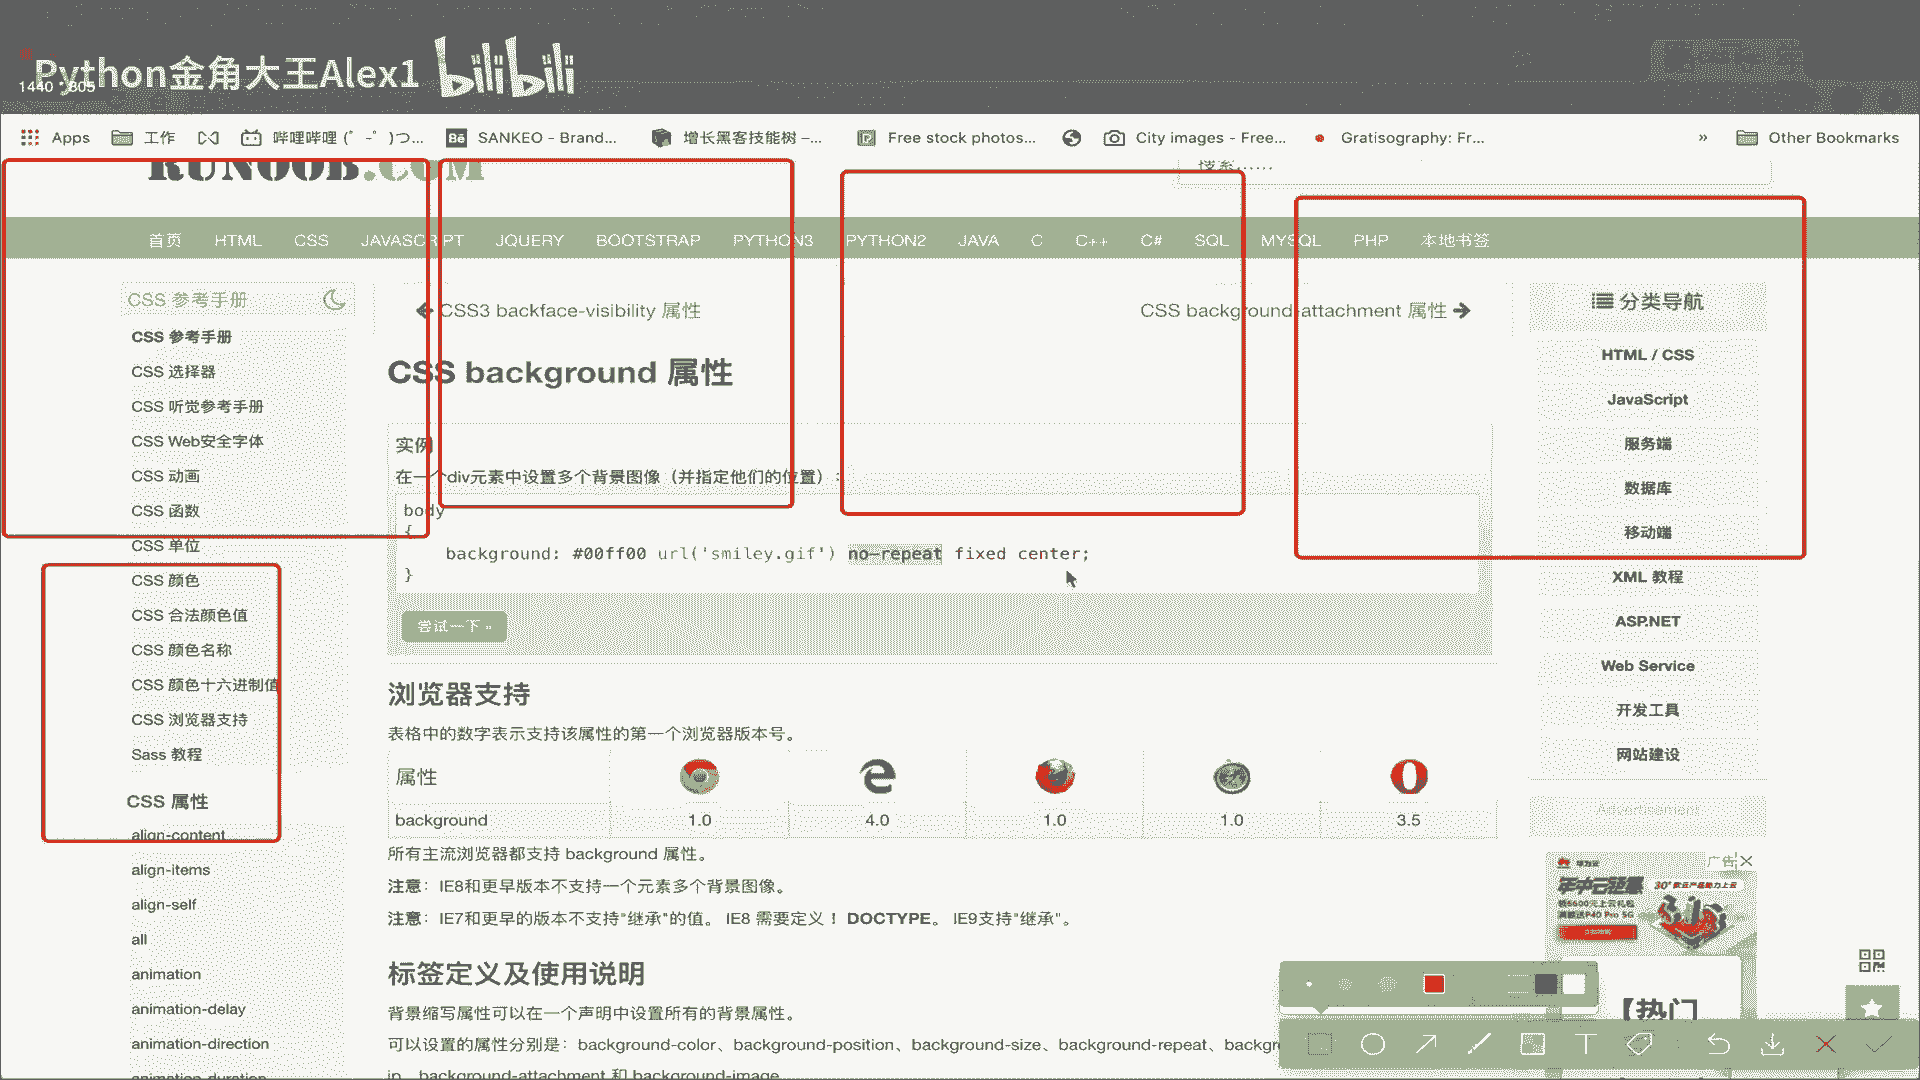 Python金角大王Alex1 bilibili
1440 * 805
Apps 工作 哔哩哔哩 (゜-゜)つ... SANKEO - Brand... 增长黑客技能树 –... Free stock photos... City images - Free... Gratisography: Fr... » Other Bookmarks
RUNOOB.COM
搜索......
首页 HTML CSS JAVASCRIPT JQUERY BOOTSTRAP PYTHON3 PYTHON2 JAVA C C++ C# SQL MYSQL PHP 本地书签
CSS 参考手册
CSS 参考手册
CSS 选择器
CSS 听觉参考手册
CSS Web安全字体
CSS 动画
CSS 函数
CSS 单位
CSS 颜色
CSS 合法颜色值
CSS 颜色名称
CSS 颜色十六进制值
CSS 浏览器支持
Sass 教程
CSS 属性
align-content
align-items
align-self
all
animation
animation-delay
animation-direction
animation-duration
CSS3 backface-visibility 属性
CSS background-attachment 属性
CSS background 属性
实例
在一个div元素中设置多个背景图像（并指定他们的位置）:
body
{
background: #00ff00 url('smiley.gif') no-repeat fixed center;
}
尝试一下 »
浏览器支持
表格中的数字表示支持该属性的第一个浏览器版本号。
属性
background 1.0 4.0 1.0 1.0 3.5
所有主流浏览器都支持 background 属性。
注意： IE8和更早版本不支持一个元素多个背景图像。
注意： IE7和更早的版本不支持"继承"的值。 IE8 需要定义！ DOCTYPE。 IE9支持"继承"。
标签定义及使用说明
背景缩写属性可以在一个声明中设置所有的背景属性。
可以设置的属性分别是：background-color、background-position、background-size、background-repeat、backgr
ip、background-attachment 和 background-image。
分类导航
HTML / CSS
JavaScript
服务端
数据库
移动端
XML 教程
ASP.NET
Web Service
开发工具
网站建设
Advertisement
广告
华为云
30+
【热门
T